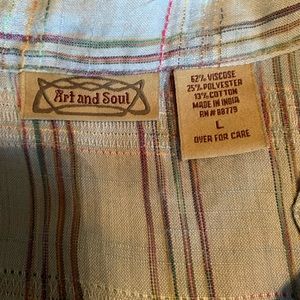 Art and Soul
62% VISCOSE
25% POLYESTER
13% COTTON
MADE IN INDIA
RN# 88779
L
OVER FOR CARE